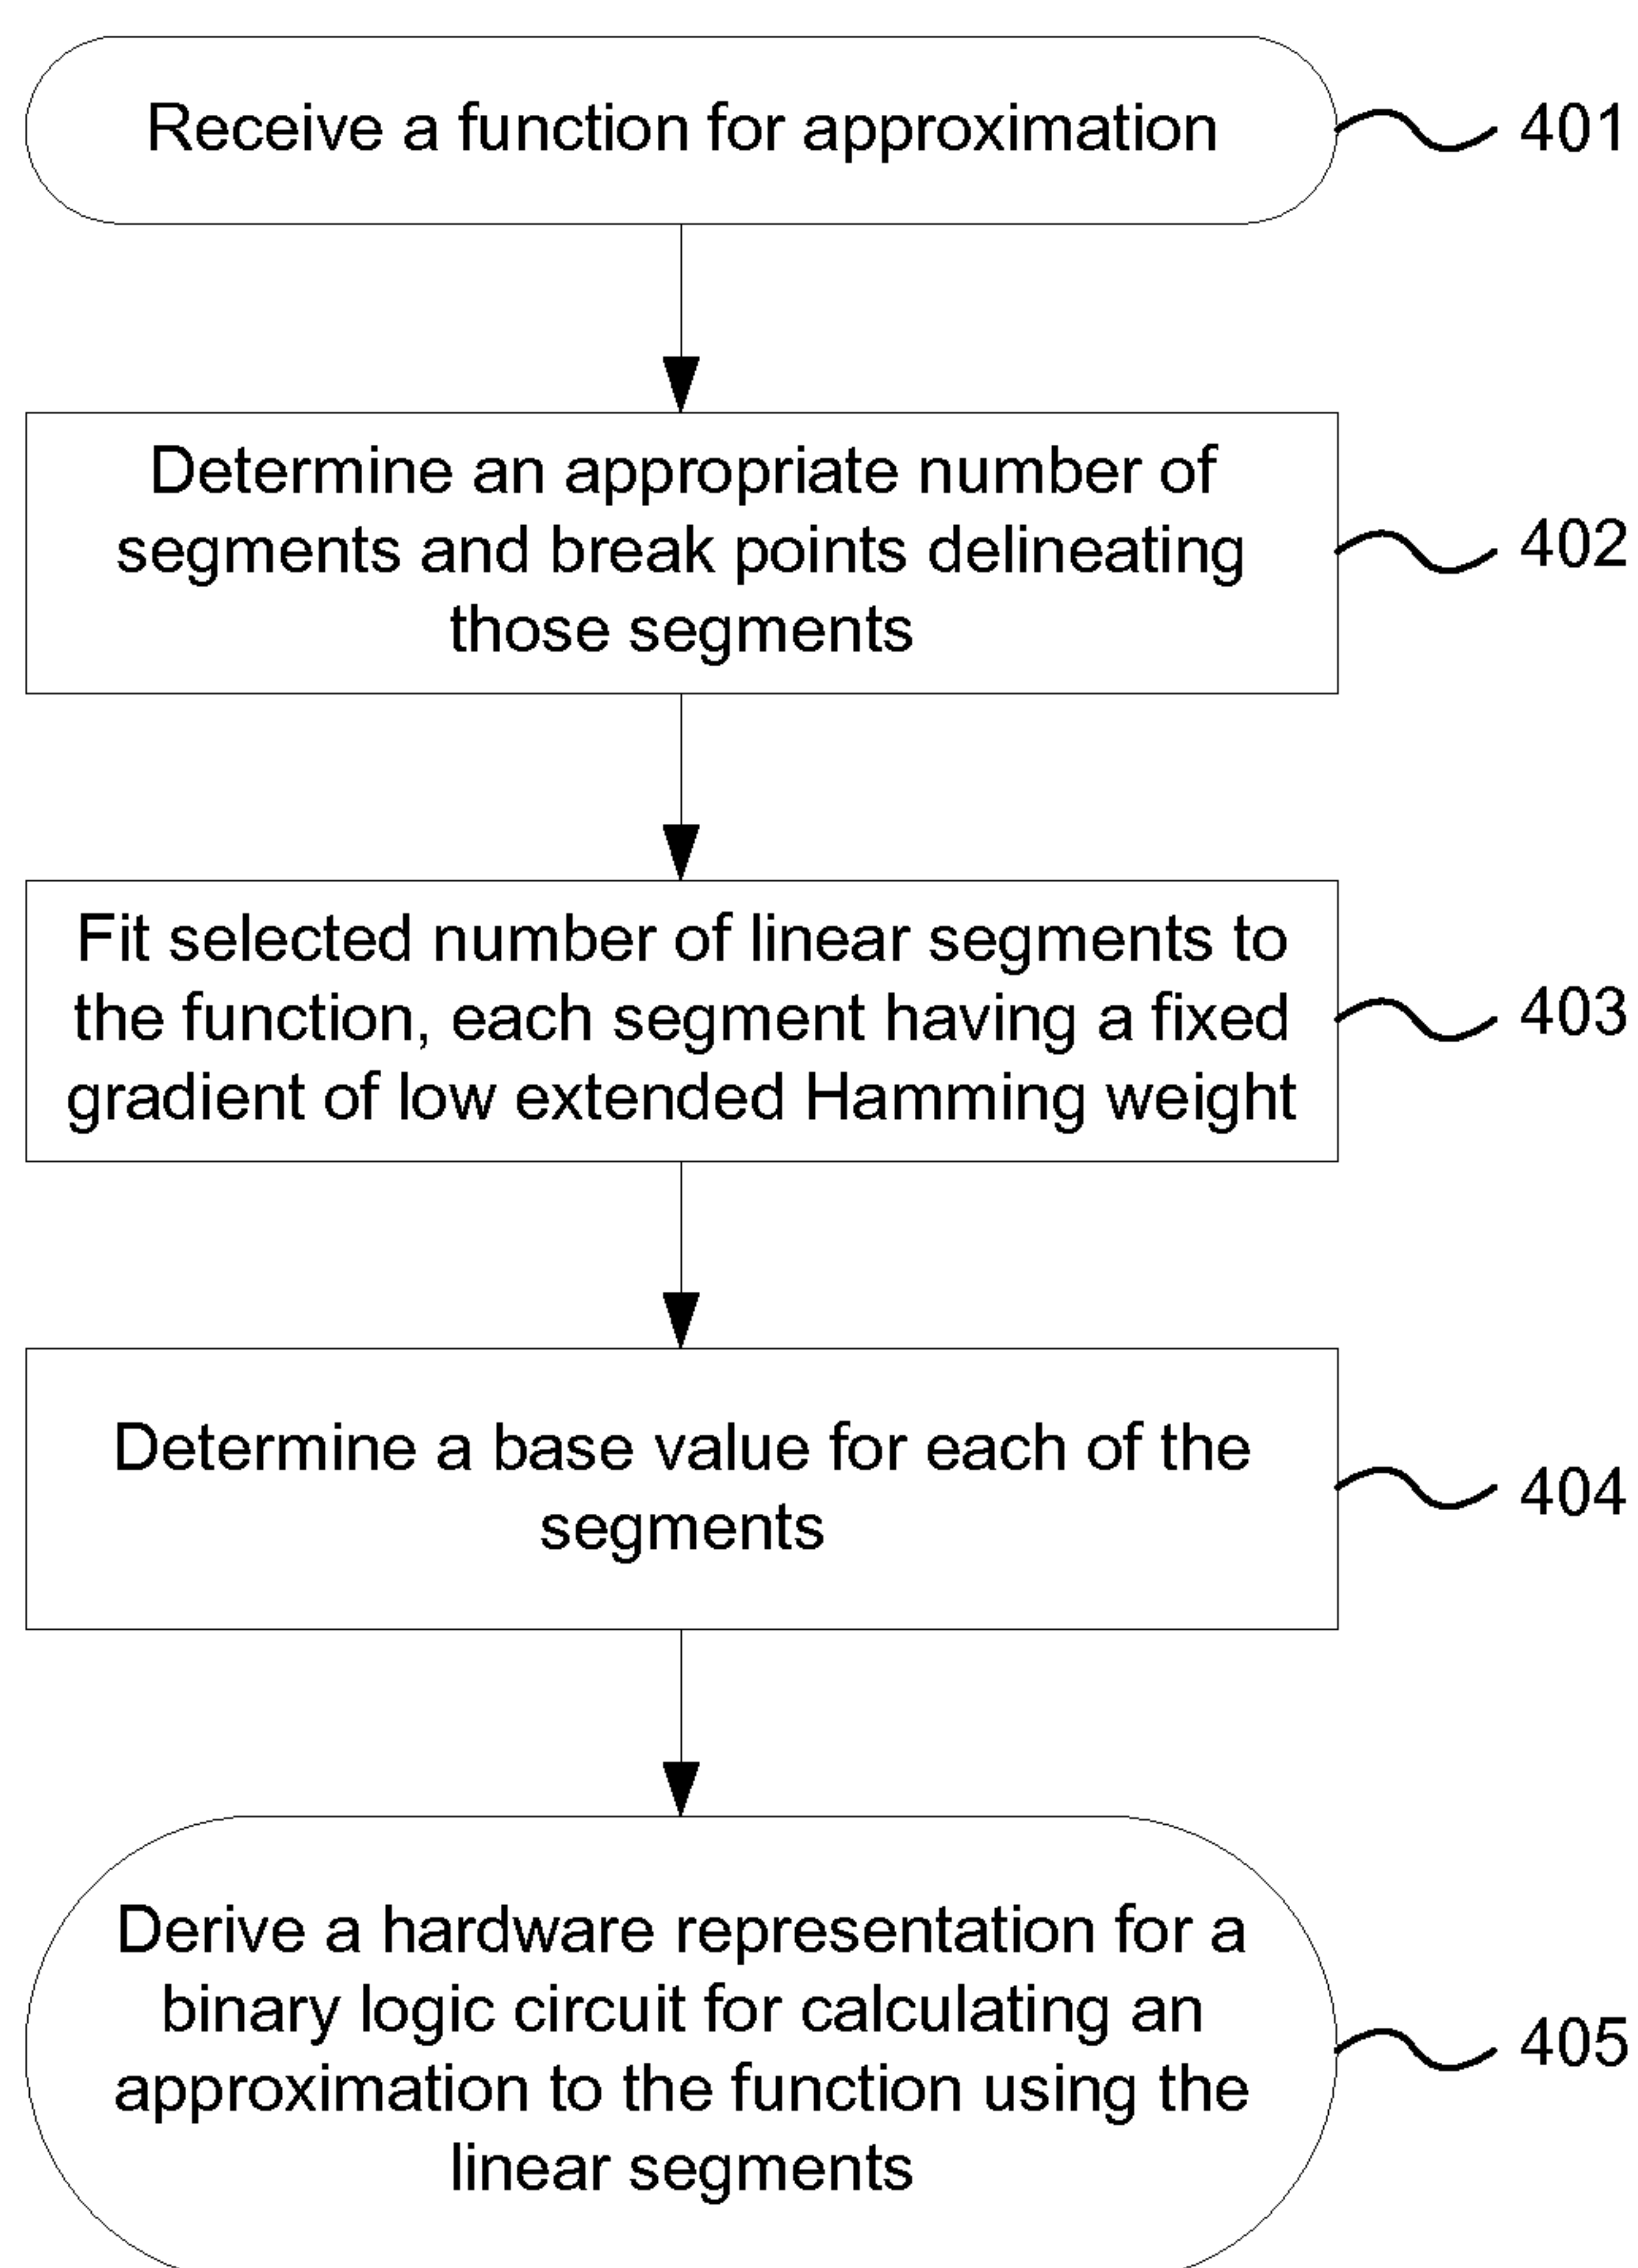 Receive a function for approximation
401
Determine an appropriate number of
segments and break points delineating
those segments
402
Fit selected number of linear segments to
the function, each segment having a fixed
gradient of low extended Hamming weight
403
Determine a base value for each of the
segments
404
Derive a hardware representation for a
binary logic circuit for calculating an
approximation to the function using the
linear segments
405